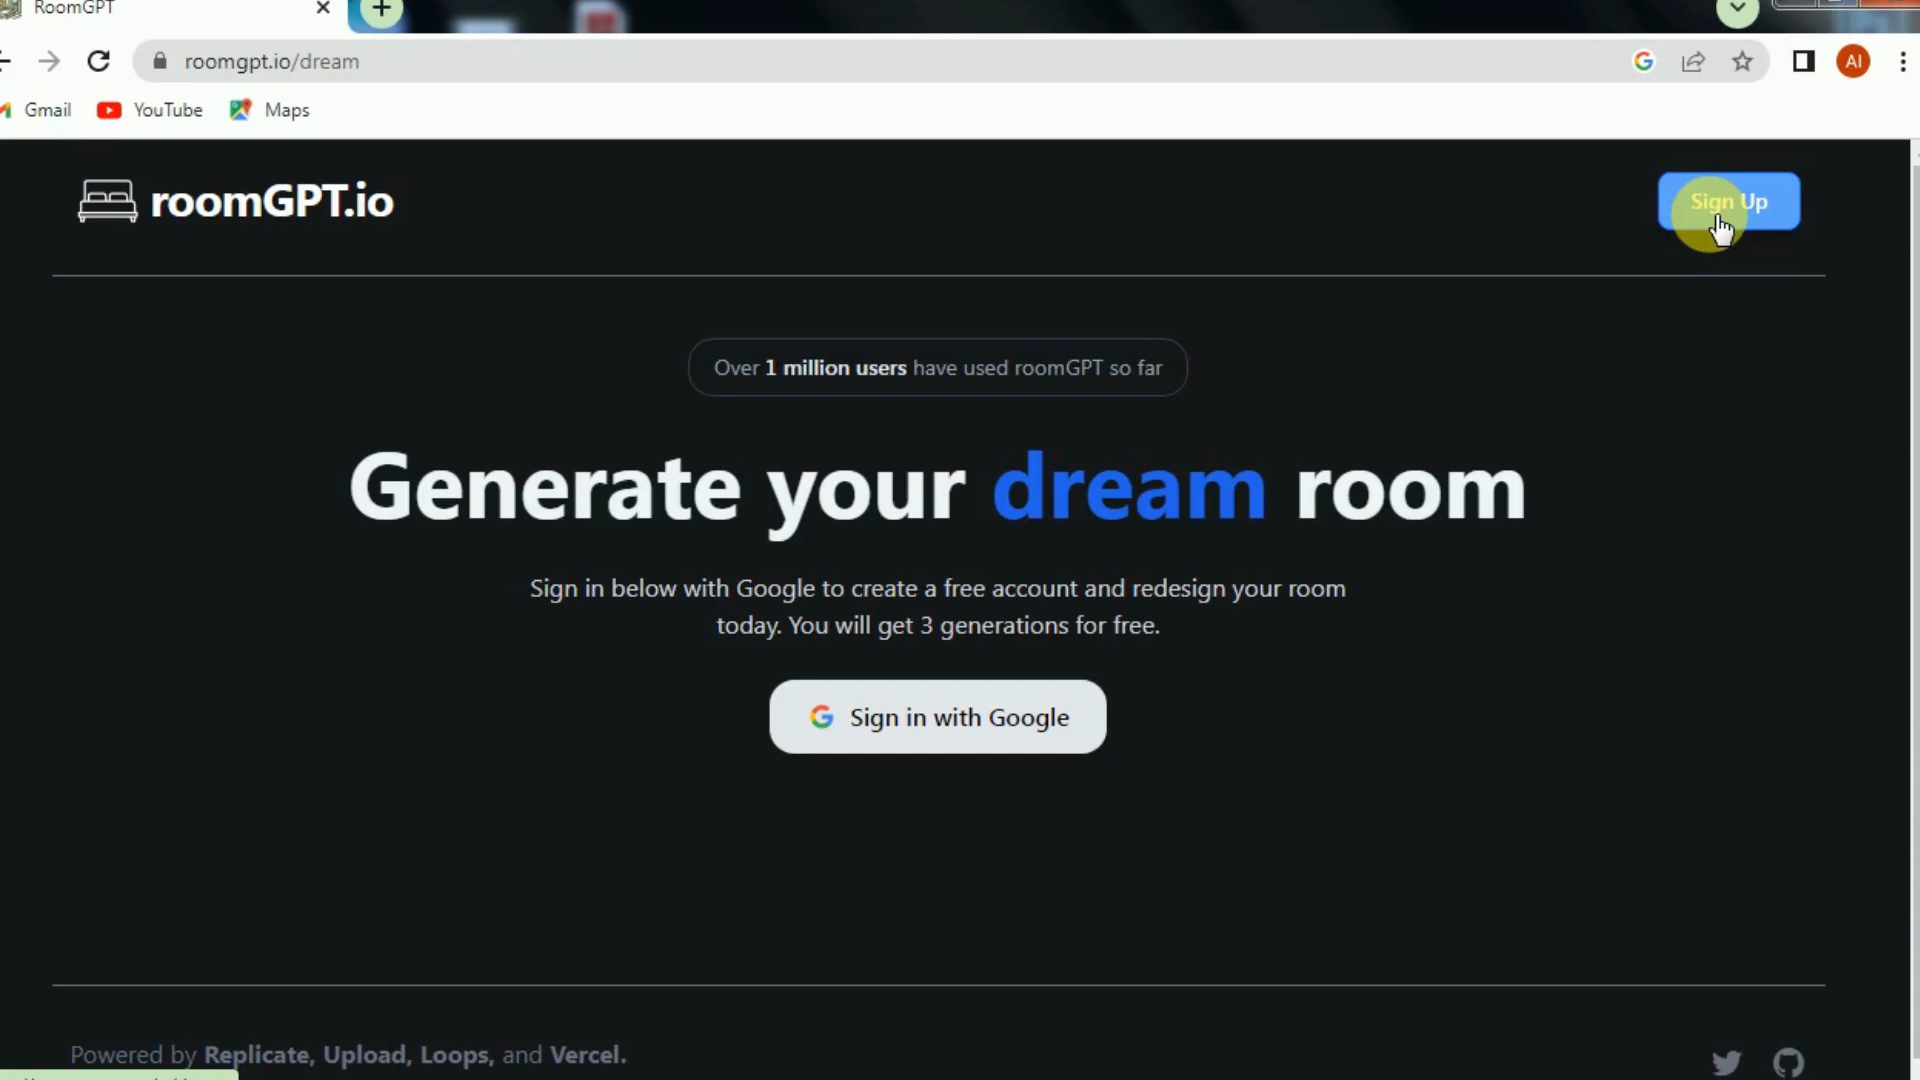 RoomGPT
roomgpt.io/dream
AI
Gmail YouTube Maps
roomGPT.io
Sign Up
Over 1 million users have used roomGPT so far
Generate your dream room
Sign in below with Google to create a free account and redesign your room
today. You will get 3 generations for free.
Sign in with Google
Powered by Replicate, Upload, Loops, and Vercel.